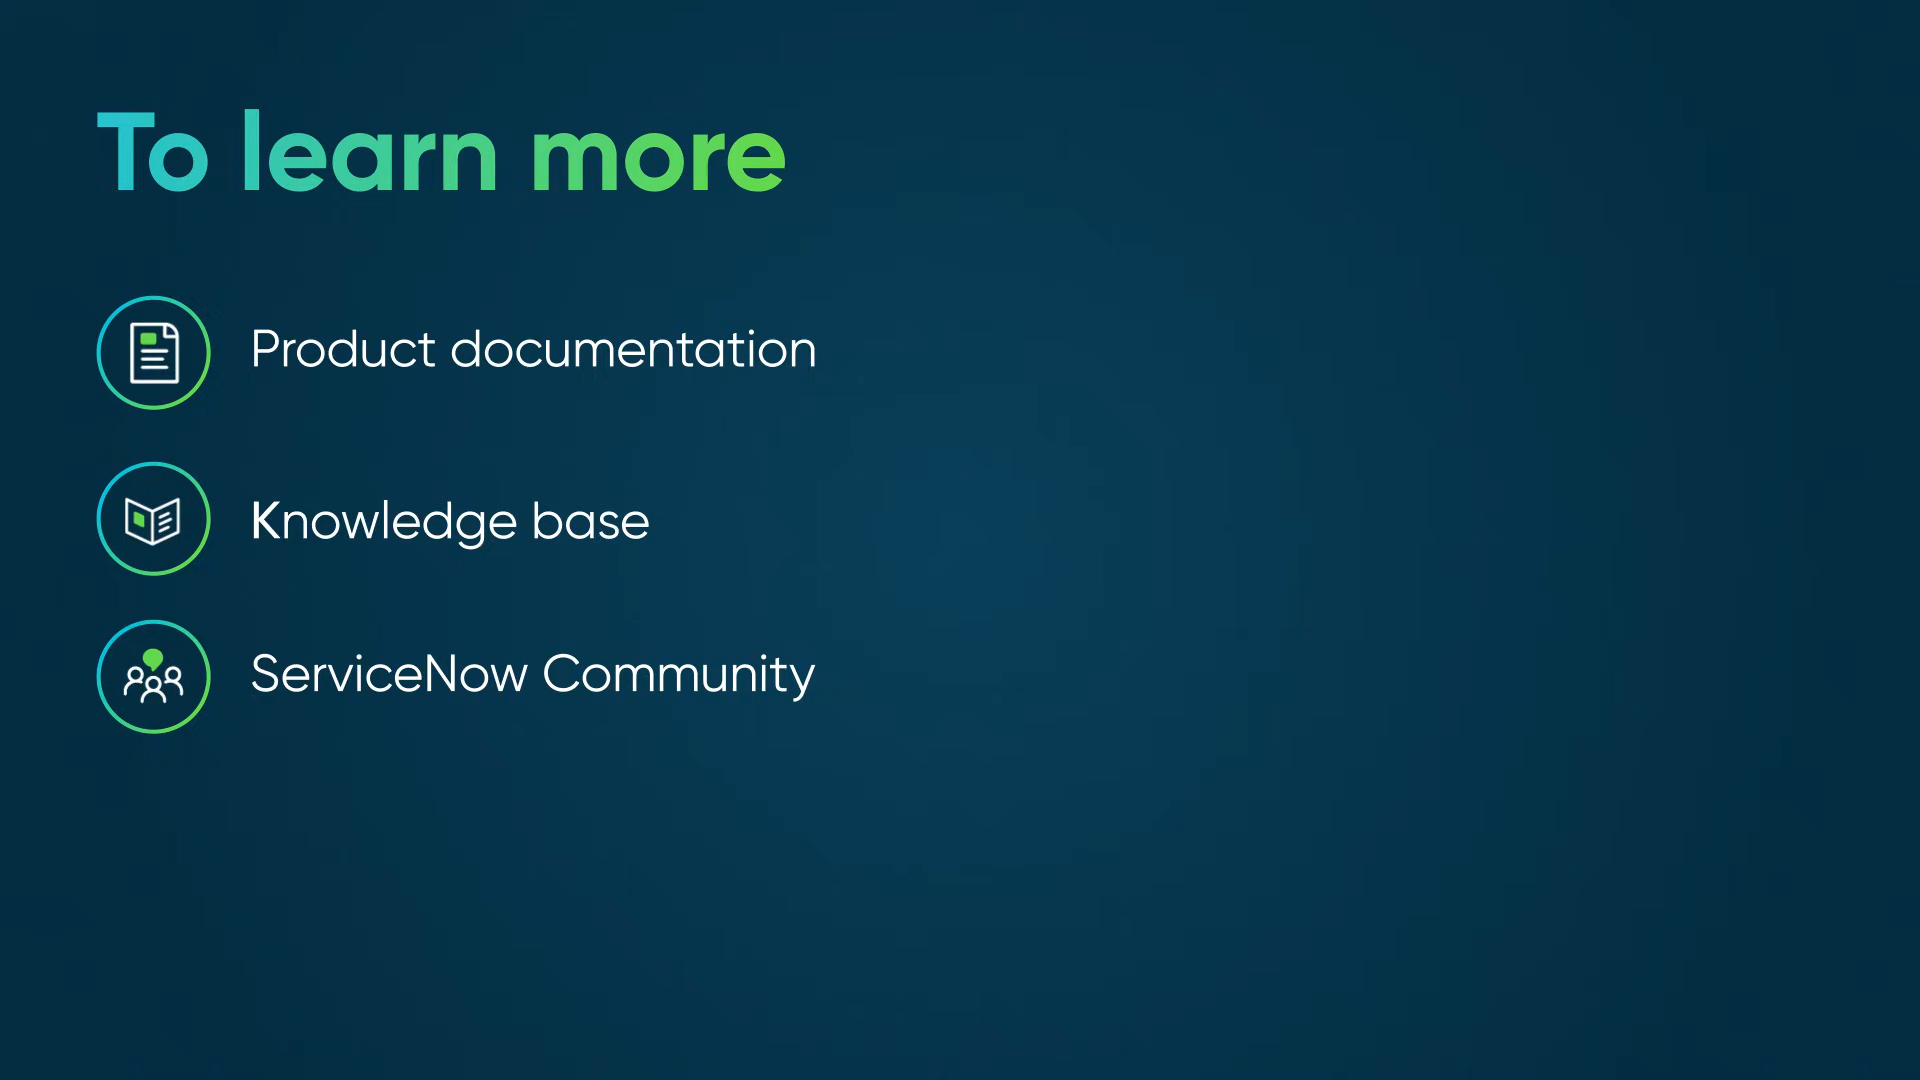 To learn more
Product documentation
Knowledge base
ServiceNow Community